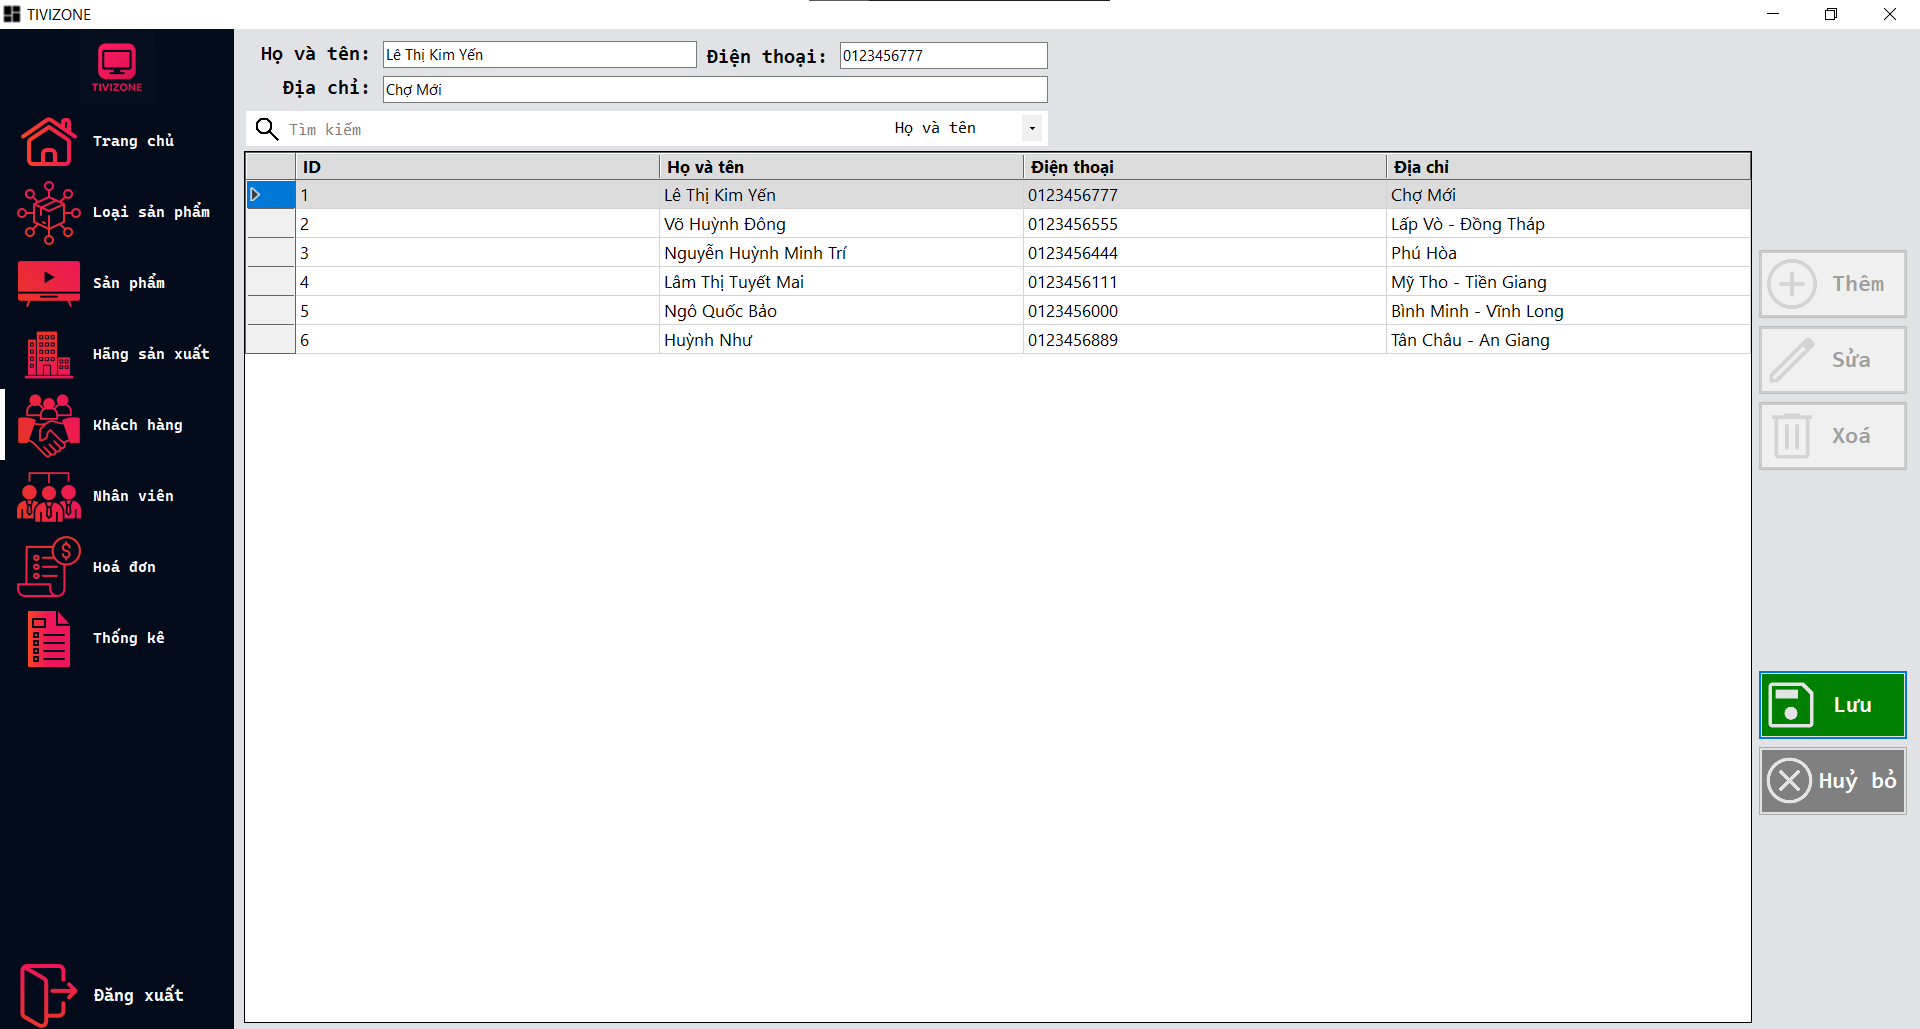 TIVIZONE
TIVIZONE
Trang chủ
Loại sản phẩm
Sản phẩm
Hãng sản xuất
Khách hàng
Nhân viên
Hoá đơn
Thống kê
Đăng xuất
Họ và tên: Lê Thị Kim Yến Điện thoại: 0123456777
Địa chỉ: Chợ Mới
Tìm kiếm Họ và tên
ID Họ và tên Điện thoại Địa chỉ
1 Lê Thị Kim Yến 0123456777 Chợ Mới
2 Võ Huỳnh Đông 0123456555 Lấp Vò - Đồng Tháp
3 Nguyễn Huỳnh Minh Trí 0123456444 Phú Hòa
4 Lâm Thị Tuyết Mai 0123456111 Mỹ Tho - Tiền Giang
5 Ngô Quốc Bảo 0123456000 Bình Minh - Vĩnh Long
6 Huỳnh Như 0123456889 Tân Châu - An Giang
Thêm
Sửa
Xoá
Lưu
Huỷ bỏ